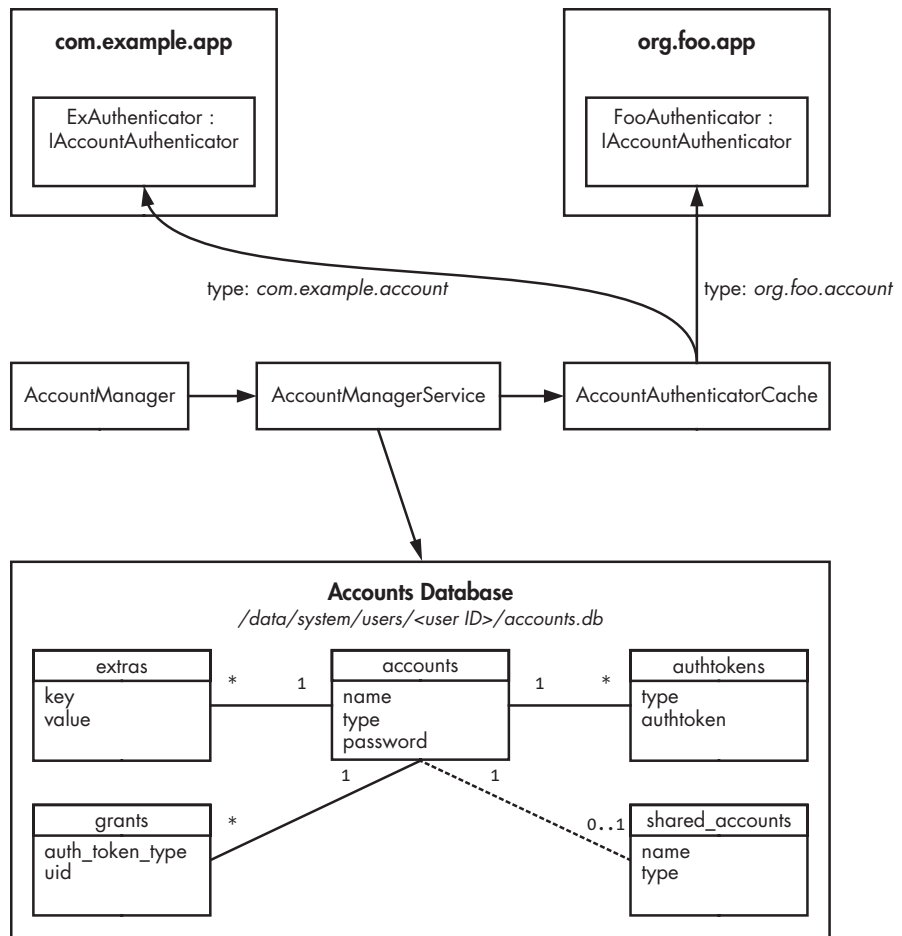 com.example.app
org.foo.app
ExAuthenticator :
IAccountAuthenticator
FooAuthenticator :
IAccountAuthenticator
type: com.example.account
type: org.foo.account
AccountManager
AccountManagerService
AccountAuthenticatorCache
Accounts Database
/data/system/users/<user ID>/accounts.db
extras
key
value
* 1
accounts
name
type
password
1 *
authtokens
type
authtoken
1
*
grants
auth_token_type
uid
1
0..1
shared_accounts
name
type